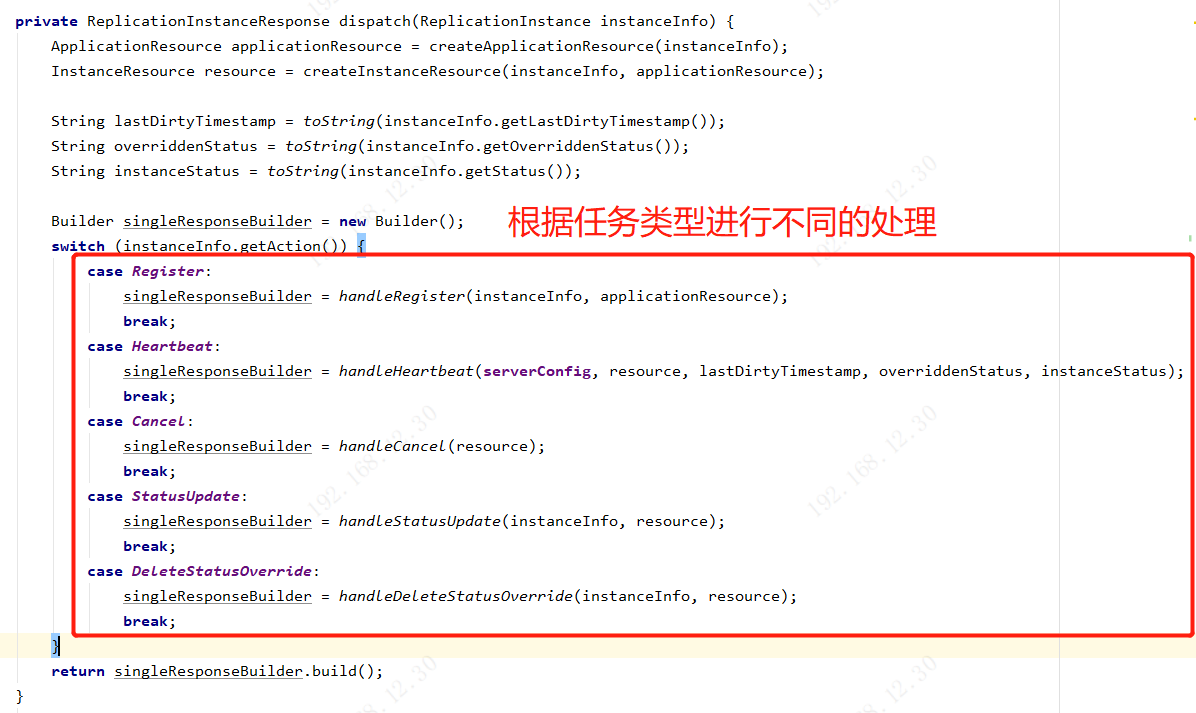 private ReplicationInstanceResponse dispatch(ReplicationInstance instanceInfo) {
ApplicationResource applicationResource = createApplicationResource(instanceInfo);
InstanceResource resource = createInstanceResource(instanceInfo, applicationResource);
String lastDirtyTimestamp = toString(instanceInfo.getLastDirtyTimestamp());
String overriddenStatus = toString(instanceInfo.getOverriddenStatus());
String instanceStatus = toString(instanceInfo.getStatus());
Builder singleResponseBuilder = new Builder();
根据任务类型进行不同的处理
switch (instanceInfo.getAction()) {
case Register:
singleResponseBuilder = handleRegister(instanceInfo, applicationResource);
break;
case Heartbeat:
singleResponseBuilder = handleHeartbeat(serverConfig, resource, lastDirtyTimestamp, overriddenStatus, instanceStatus);
break;
case Cancel:
singleResponseBuilder = handleCancel(resource);
break;
case StatusUpdate:
singleResponseBuilder = handleStatusUpdate(instanceInfo, resource);
break;
case DeleteStatusOverride:
singleResponseBuilder = handleDeleteStatusOverride(instanceInfo, resource);
break;
}
return singleResponseBuilder.build();
}
192.168.12.30
192.168.12.30